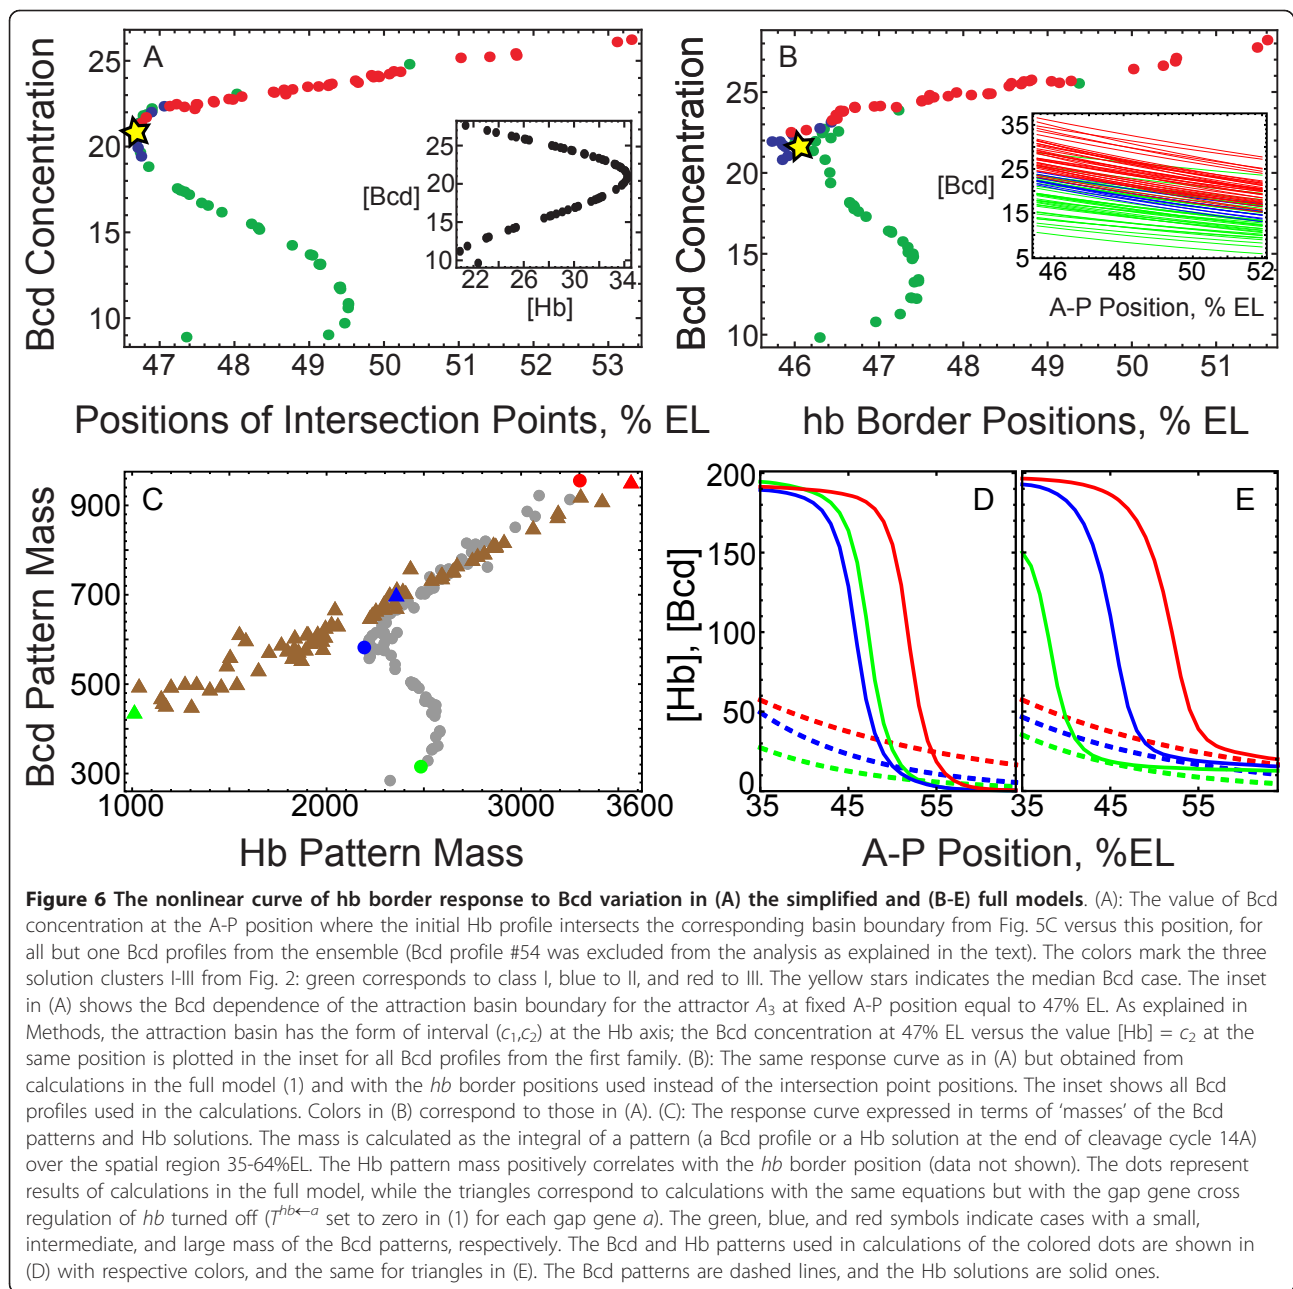 A
Bcd Concentration
25
20
15
10
47 48 49 50 51 52 53
Positions of Intersection Points, % EL
[Bcd]
25
20
15
10
22 26 30 34
[Hb]
B
Bcd Concentration
30
25
20
15
10
46 47 48 49 50 51
hb Border Positions, % EL
[Bcd]
35
25
15
5
46 48 50 52
A-P Position, % EL
C
Bcd Pattern Mass
900
700
500
300
1000 2000 3000 3600
Hb Pattern Mass
D
E
[Hb], [Bcd]
200
150
100
50
0
35 45 55 35 45 55
A-P Position, %EL
Figure 6 The nonlinear curve of hb border response to Bcd variation in (A) the simplified and (B-E) full models. (A): The value of Bcd
concentration at the A-P position where the initial Hb profile intersects the corresponding basin boundary from Fig. 5C versus this position, for
all but one Bcd profiles from the ensemble (Bcd profile #54 was excluded from the analysis as explained in the text). The colors mark the three
solution clusters I-III from Fig. 2: green corresponds to class I, blue to II, and red to III. The yellow stars indicates the median Bcd case. The inset
in (A) shows the Bcd dependence of the attraction basin boundary for the attractor A3 at fixed A-P position equal to 47% EL. As explained in
Methods, the attraction basin has the form of interval (c1,c2) at the Hb axis; the Bcd concentration at 47% EL versus the value [Hb] = c2 at the
same position is plotted in the inset for all Bcd profiles from the first family. (B): The same response curve as in (A) but obtained from
calculations in the full model (1) and with the hb border positions used instead of the intersection point positions. The inset shows all Bcd
profiles used in the calculations. Colors in (B) correspond to those in (A). (C): The response curve expressed in terms of ‘masses’ of the Bcd
patterns and Hb solutions. The mass is calculated as the integral of a pattern (a Bcd profile or a Hb solution at the end of cleavage cycle 14A)
over the spatial region 35-64%EL. The Hb pattern mass positively correlates with the hb border position (data not shown). The dots represent
results of calculations in the full model, while the triangles correspond to calculations with the same equations but with the gap gene cross
regulation of hb turned off (T^hb←a set to zero in (1) for each gap gene a). The green, blue, and red symbols indicate cases with a small,
intermediate, and large mass of the Bcd patterns, respectively. The Bcd and Hb patterns used in calculations of the colored dots are shown in
(D) with respective colors, and the same for triangles in (E). The Bcd patterns are dashed lines, and the Hb solutions are solid ones.